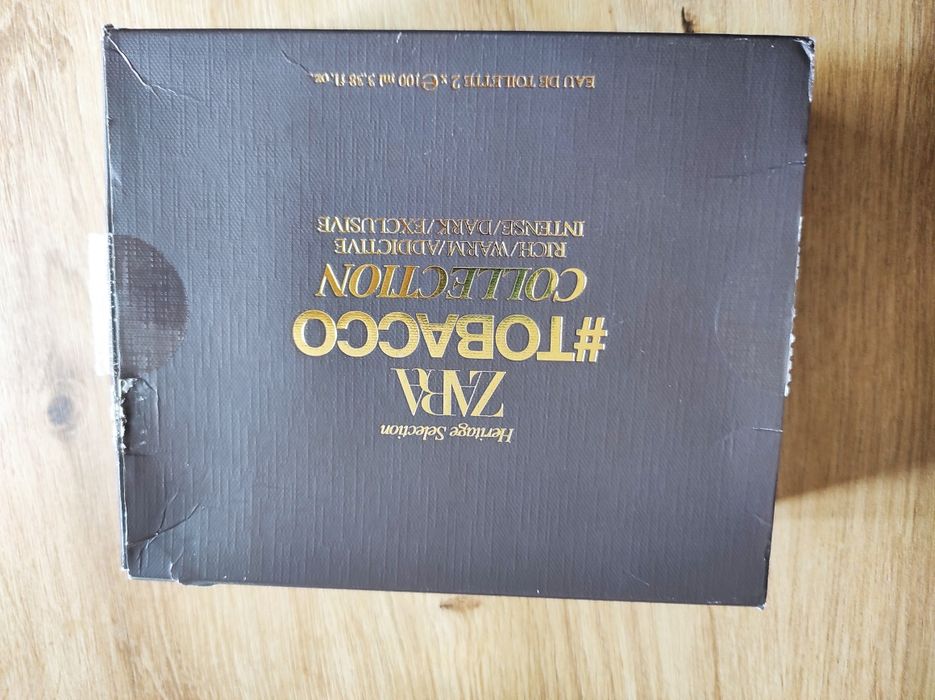 Heritage Selection
ZARA
#TOBACCO
COLLECTION
RICH/WARM/ADDICTIVE
INTENSE/DARK/EXCLUSIVE
EAU DE TOILETTE 2 x ℮ 100 ml 3.38 fl. oz.